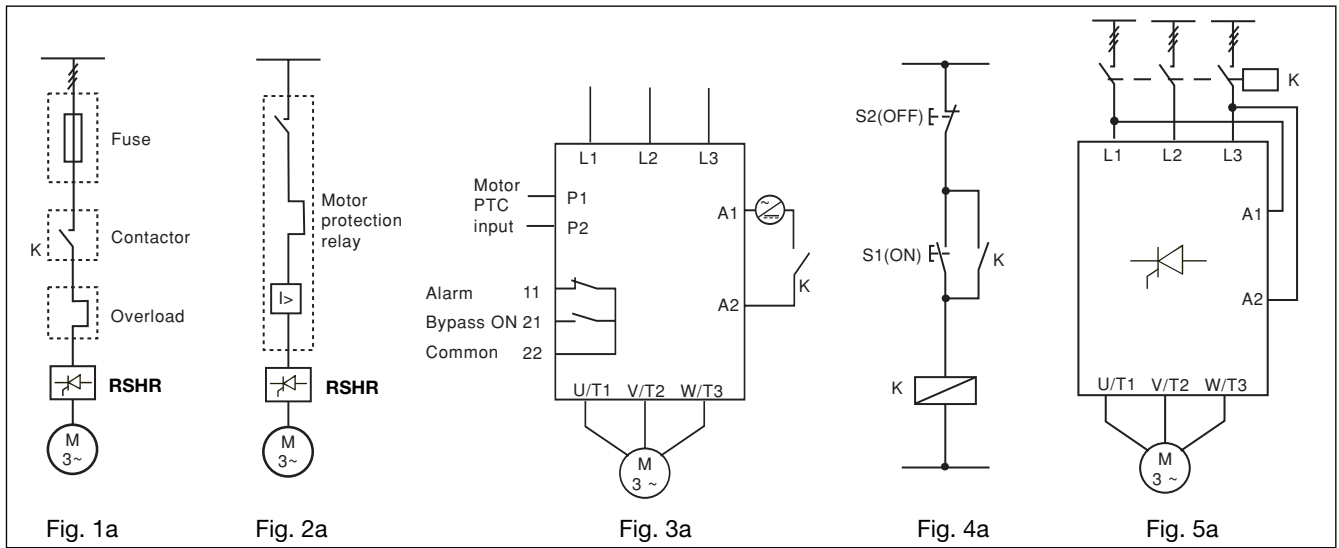 Fuse
K
Contactor
Overload
RSHR
M
3~
Fig. 1a
Motor
protection
relay
I>
RSHR
M
3~
Fig. 2a
L1 L2 L3
Motor
PTC
input
P1
P2
A1
K
A2
Alarm 11
Bypass ON 21
Common 22
U/T1 V/T2 W/T3
M
3 ~
Fig. 3a
S2(OFF)
S1(ON)
K
K
Fig. 4a
K
L1 L2 L3
A1
A2
U/T1 V/T2 W/T3
M
3 ~
Fig. 5a